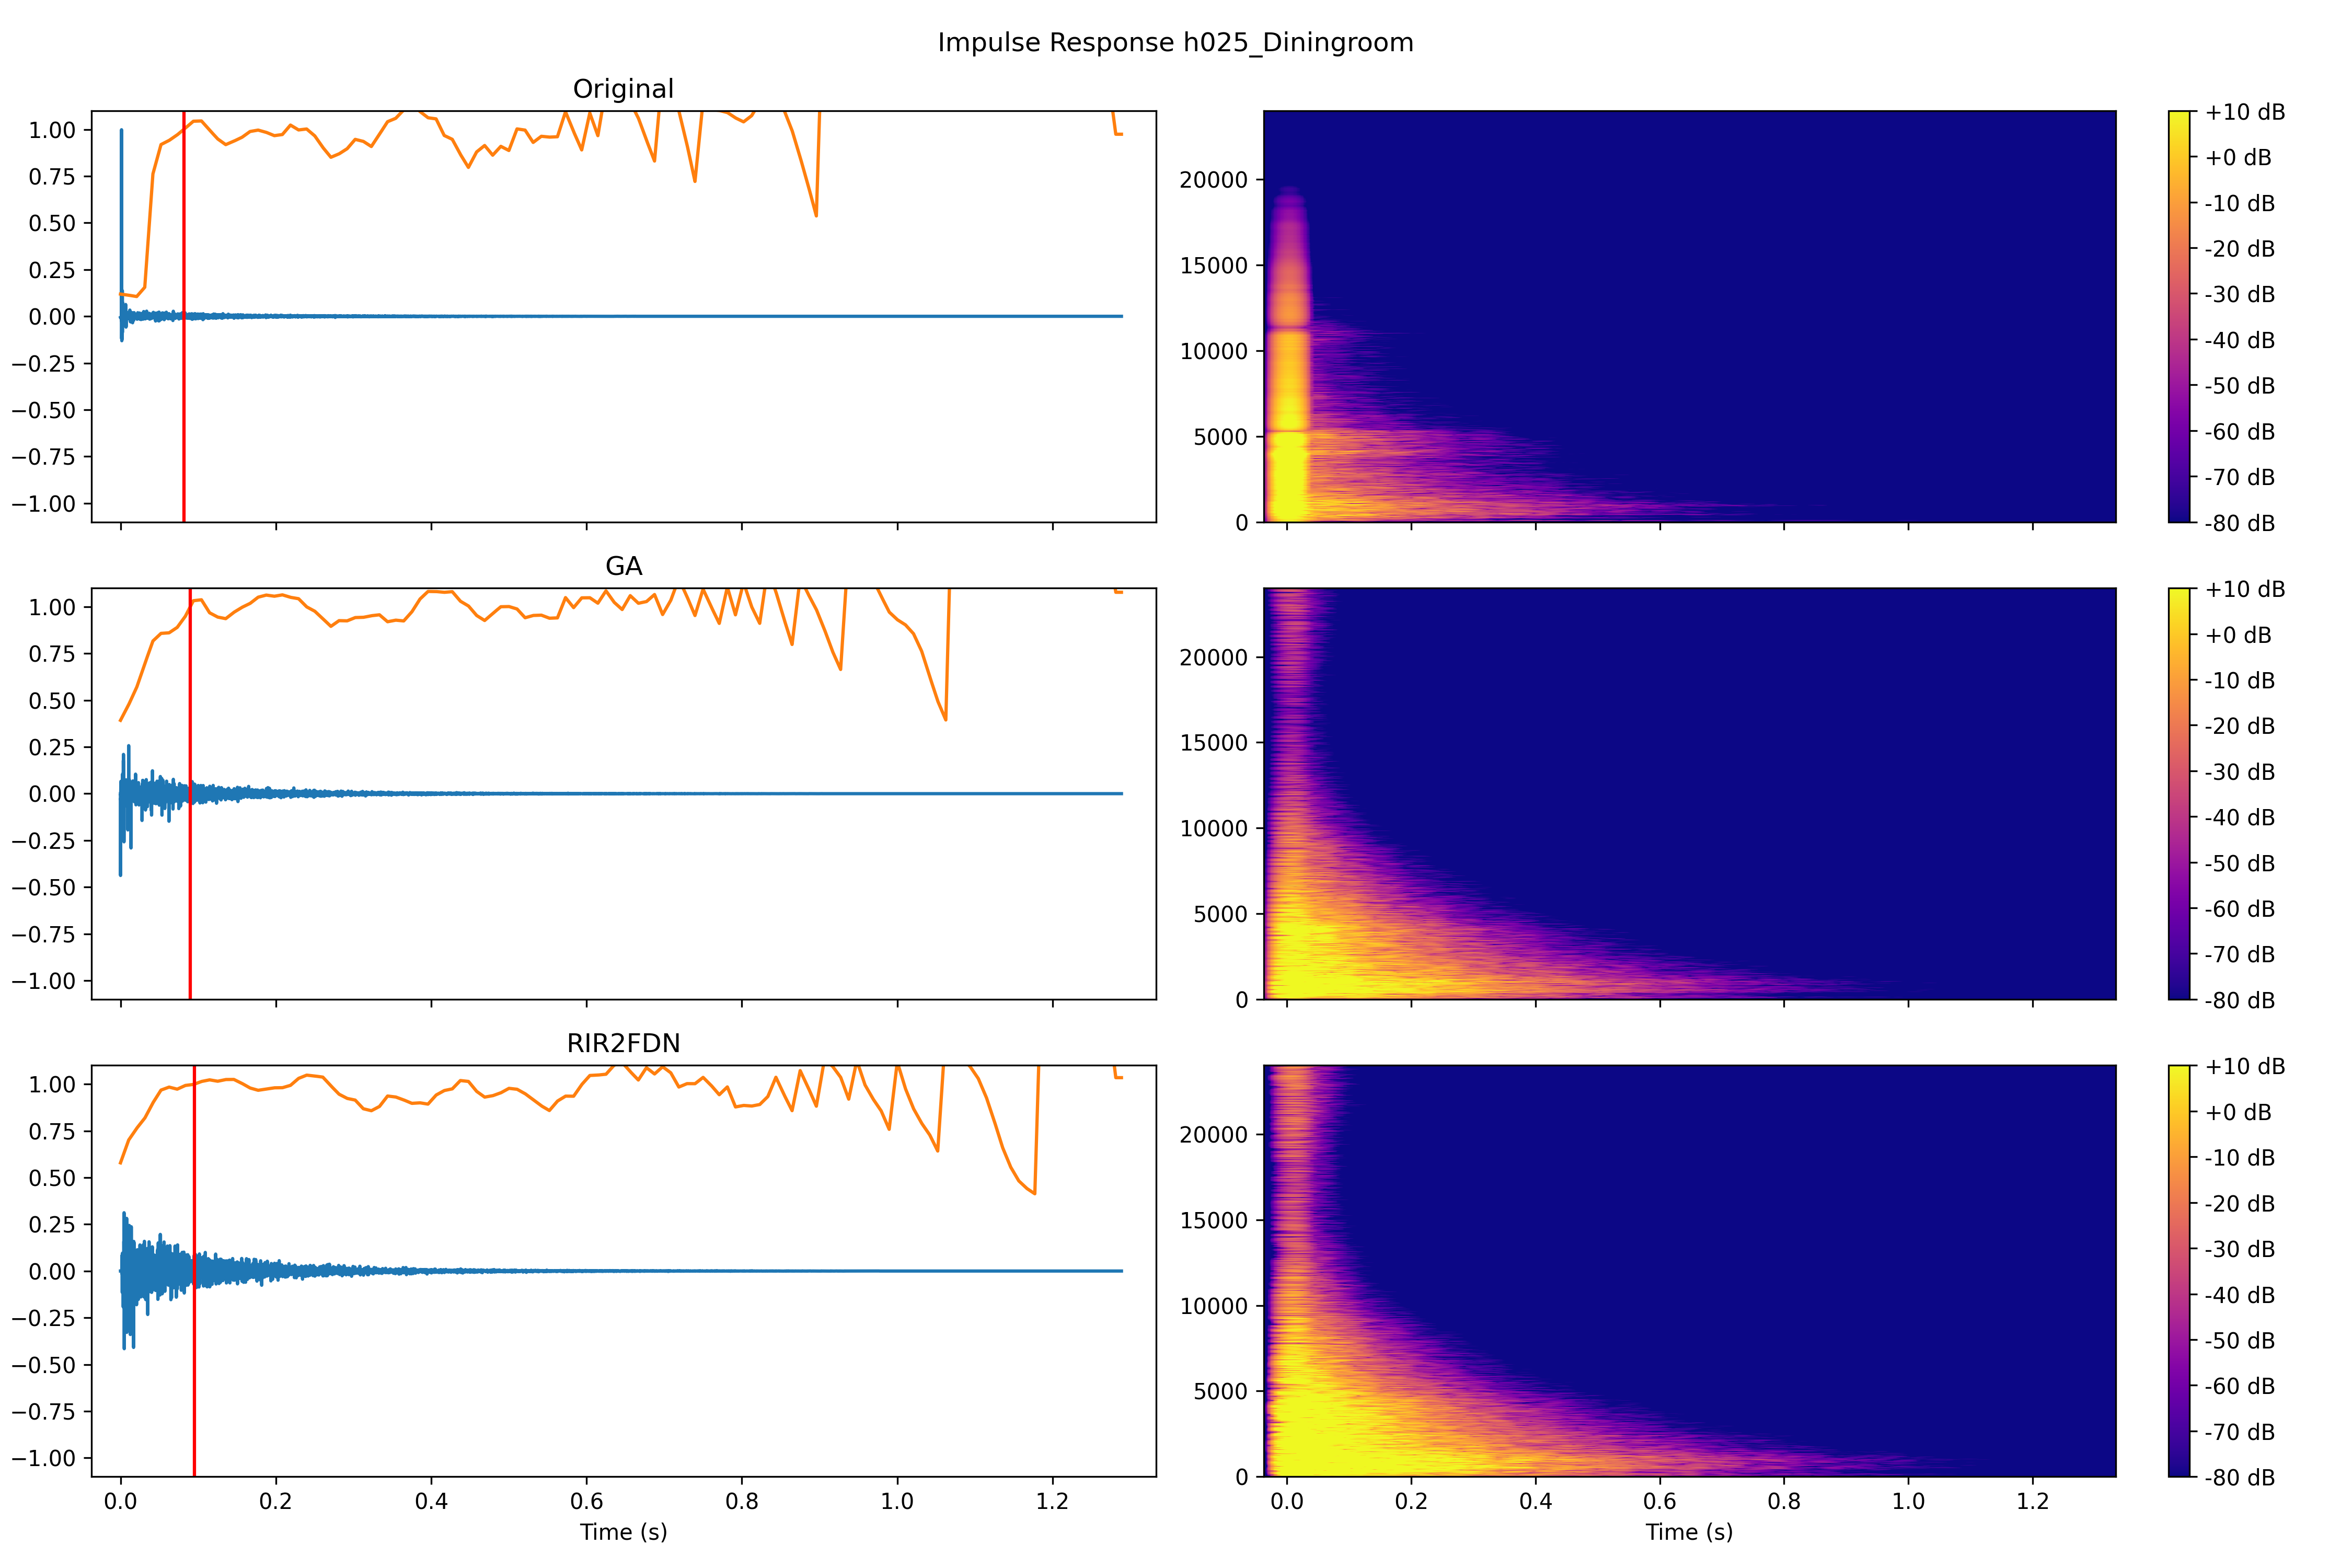 Impulse Response h025_Diningroom
Original
1.00
0.75
0.50
0.25
0.00
−0.25
−0.50
−0.75
−1.00
20000
15000
10000
5000
0
+10 dB
+0 dB
-10 dB
-20 dB
-30 dB
-40 dB
-50 dB
-60 dB
-70 dB
-80 dB
GA
1.00
0.75
0.50
0.25
0.00
−0.25
−0.50
−0.75
−1.00
20000
15000
10000
5000
0
+10 dB
+0 dB
-10 dB
-20 dB
-30 dB
-40 dB
-50 dB
-60 dB
-70 dB
-80 dB
RIR2FDN
1.00
0.75
0.50
0.25
0.00
−0.25
−0.50
−0.75
−1.00
0.0 0.2 0.4 0.6 0.8 1.0 1.2
Time (s)
20000
15000
10000
5000
0
0.0 0.2 0.4 0.6 0.8 1.0 1.2
Time (s)
+10 dB
+0 dB
-10 dB
-20 dB
-30 dB
-40 dB
-50 dB
-60 dB
-70 dB
-80 dB